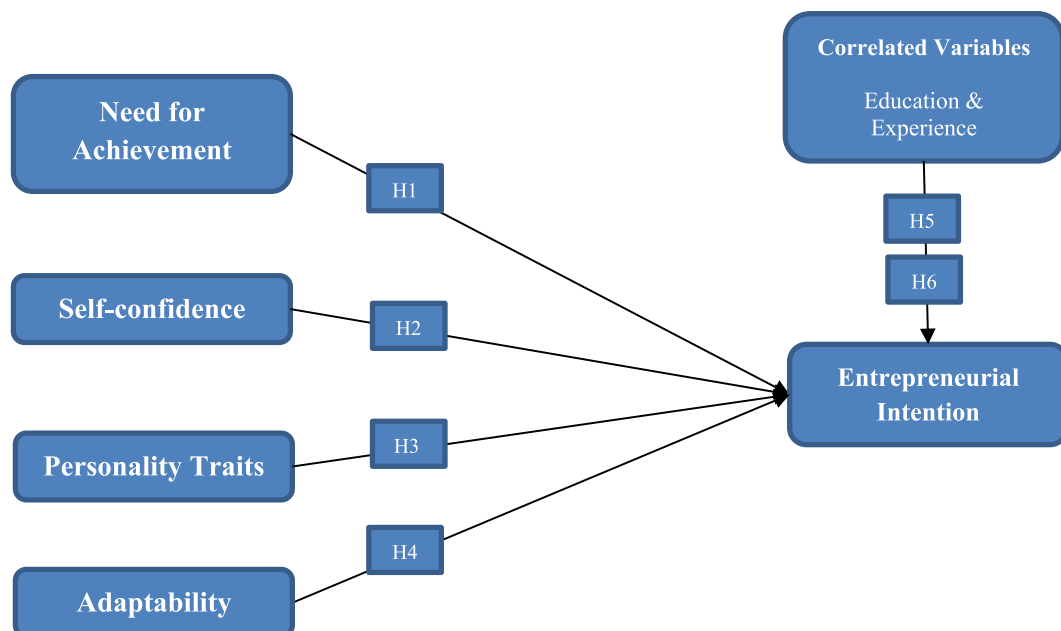 Need for
Achievement
Self-confidence
Personality Traits
Adaptability
H1
H2
H3
H4
Correlated Variables
Education &
Experience
H5
H6
Entrepreneurial
Intention